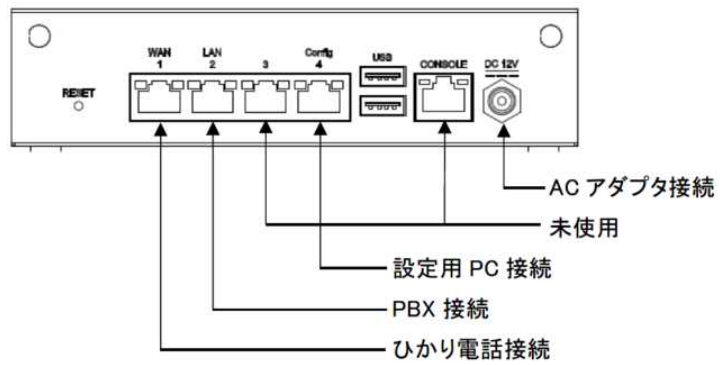 WAN LAN Config USB CONSOLE DC 12V
1 2 3 4
RESET
AC アダプタ接続
未使用
設定用 PC 接続
PBX 接続
ひかり電話接続